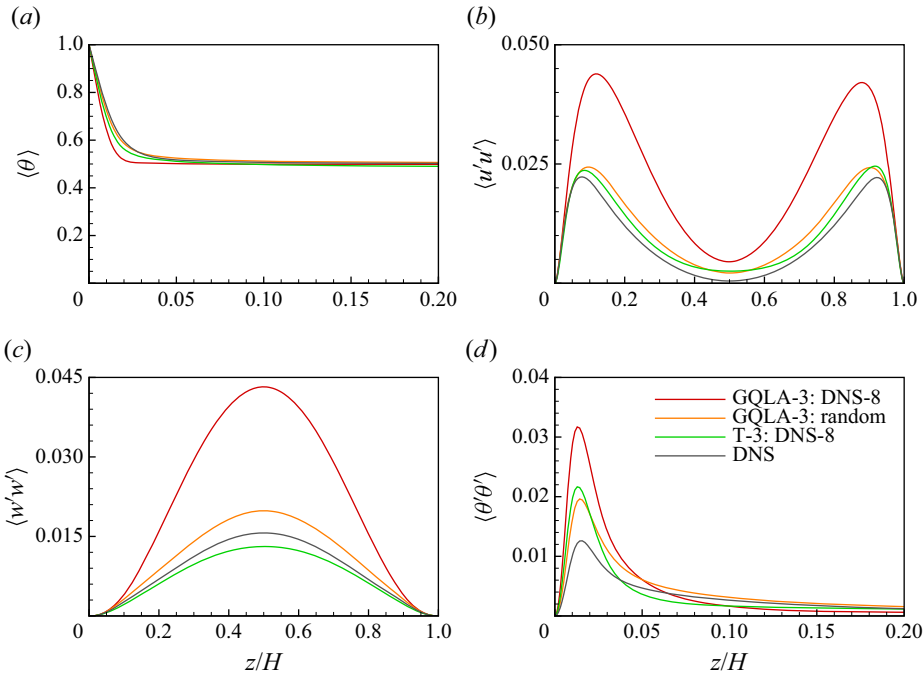 (a)
1.0
0.8
0.6
0.4
0.2
0
0.05
0.10
0.15
0.20
⟨θ⟩
(b)
0.050
0.025
0
0.2
0.4
0.6
0.8
1.0
⟨u′u′⟩
(c)
0.045
0.030
0.015
0
0.2
0.4
0.6
0.8
1.0
⟨w′w′⟩
z/H
(d)
0.04
0.03
0.02
0.01
0
0.05
0.10
0.15
0.20
⟨θ′θ′⟩
z/H
GQLA-3: DNS-8
GQLA-3: random
T-3: DNS-8
DNS